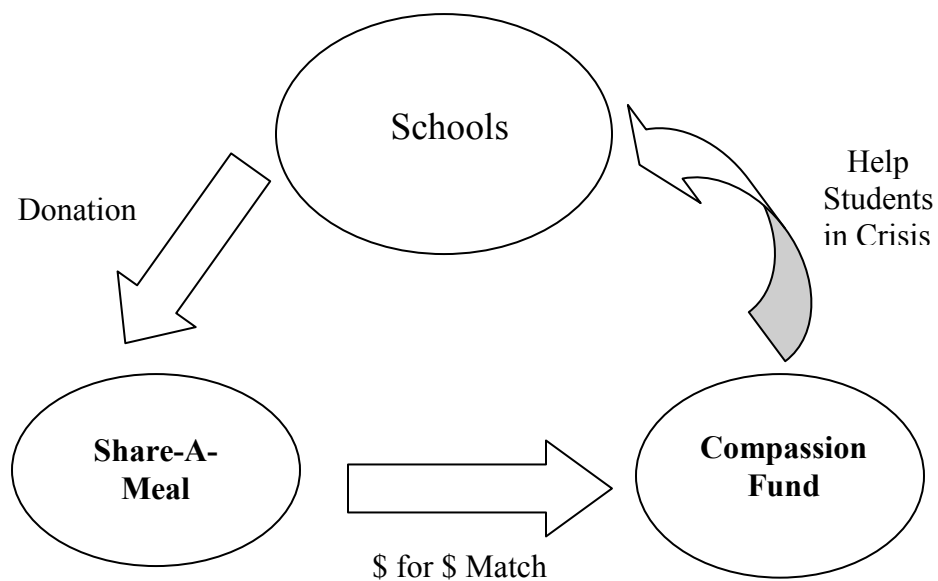 Schools
Donation
Help
Students
in Crisis
Share-A-
Meal
Compassion
Fund
$ for $ Match